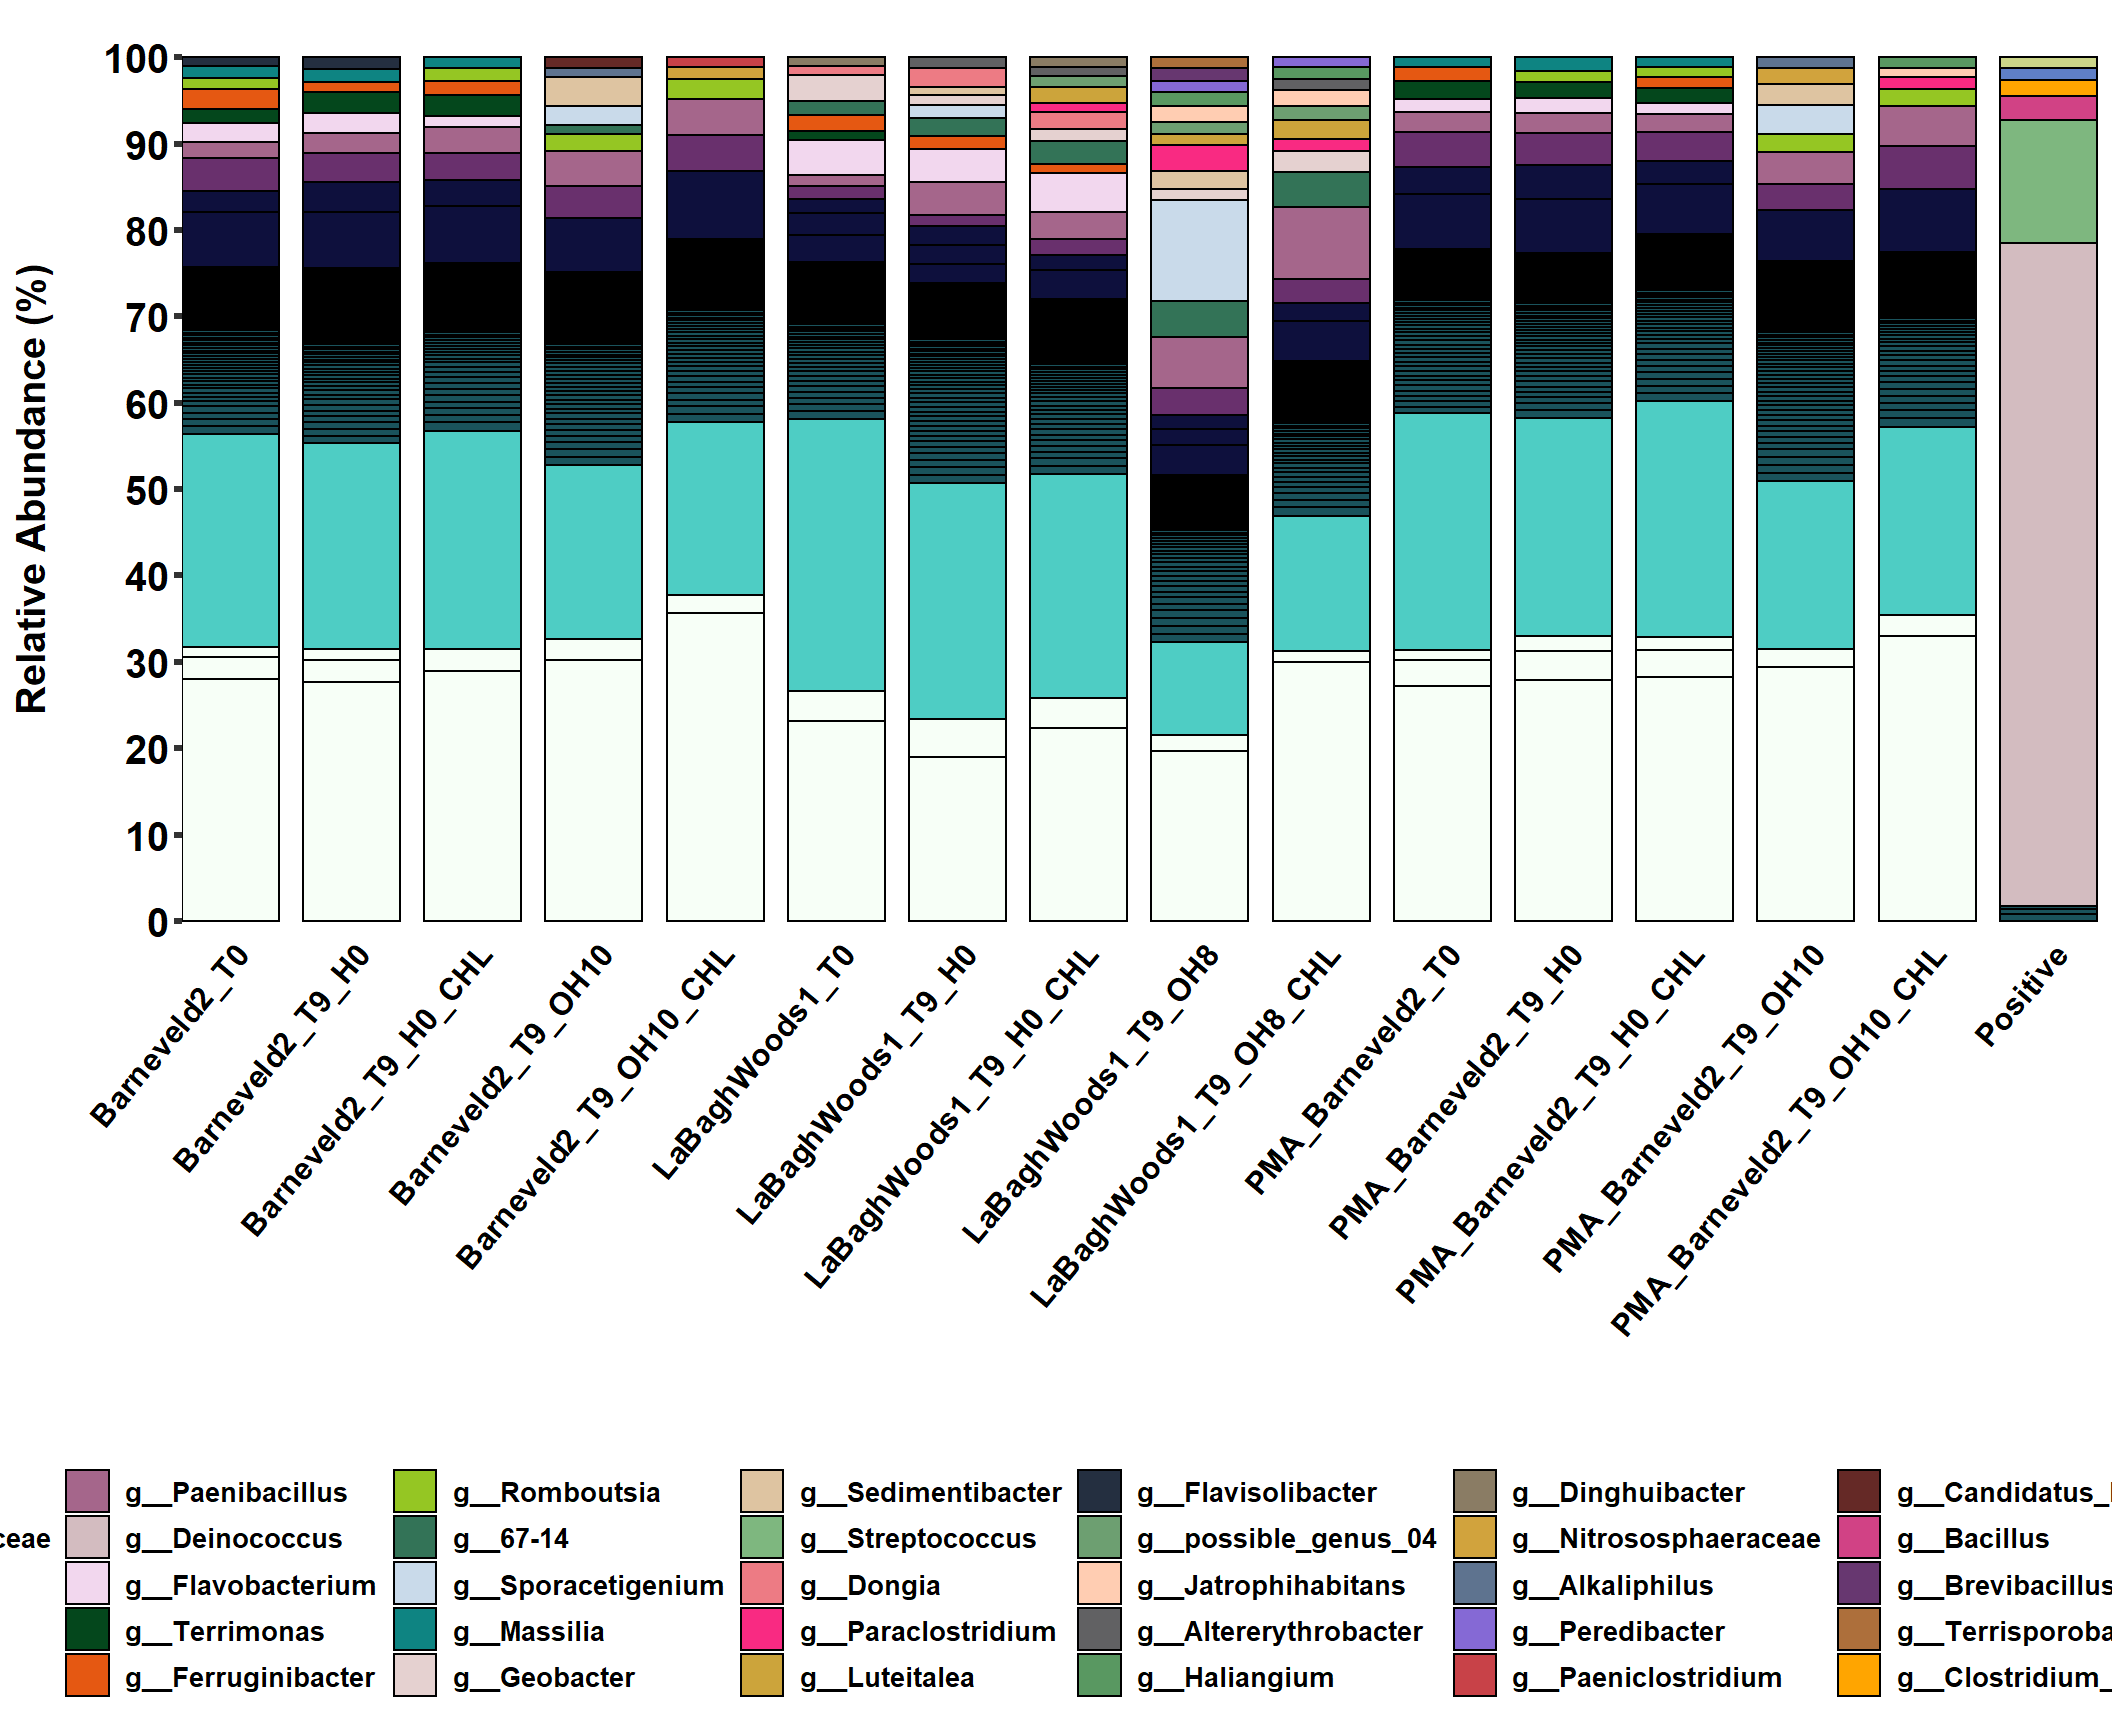 Relative Abundance (%)
100
90
80
70
60
50
40
30
20
10
0
Barneveld2_T0
Barneveld2_T9_H0
Barneveld2_T9_H0_CHL
Barneveld2_T9_OH10
Barneveld2_T9_OH10_CHL
LaBaghWoods1_T0
LaBaghWoods1_T9_H0
LaBaghWoods1_T9_H0_CHL
LaBaghWoods1_T9_OH8
LaBaghWoods1_T9_OH8_CHL
PMA_Barneveld2_T0
PMA_Barneveld2_T9_H0
PMA_Barneveld2_T9_H0_CHL
PMA_Barneveld2_T9_OH10
PMA_Barneveld2_T9_OH10_CHL
Positive
g__Paenibacillus g__Romboutsia g__Sedimentibacter g__Flavisolibacter g__Dinghuibacter g__Candidatus_
ceae g__Deinococcus g__67-14 g__Streptococcus g__possible_genus_04 g__Nitrososphaeraceae g__Bacillus
g__Flavobacterium g__Sporacetigenium g__Dongia g__Jatrophihabitans g__Alkaliphilus g__Brevibacillus
g__Terrimonas g__Massilia g__Paraclostridium g__Altererythrobacter g__Peredibacter g__Terrisporoba
g__Ferruginibacter g__Geobacter g__Luteitalea g__Haliangium g__Paeniclostridium g__Clostridium_